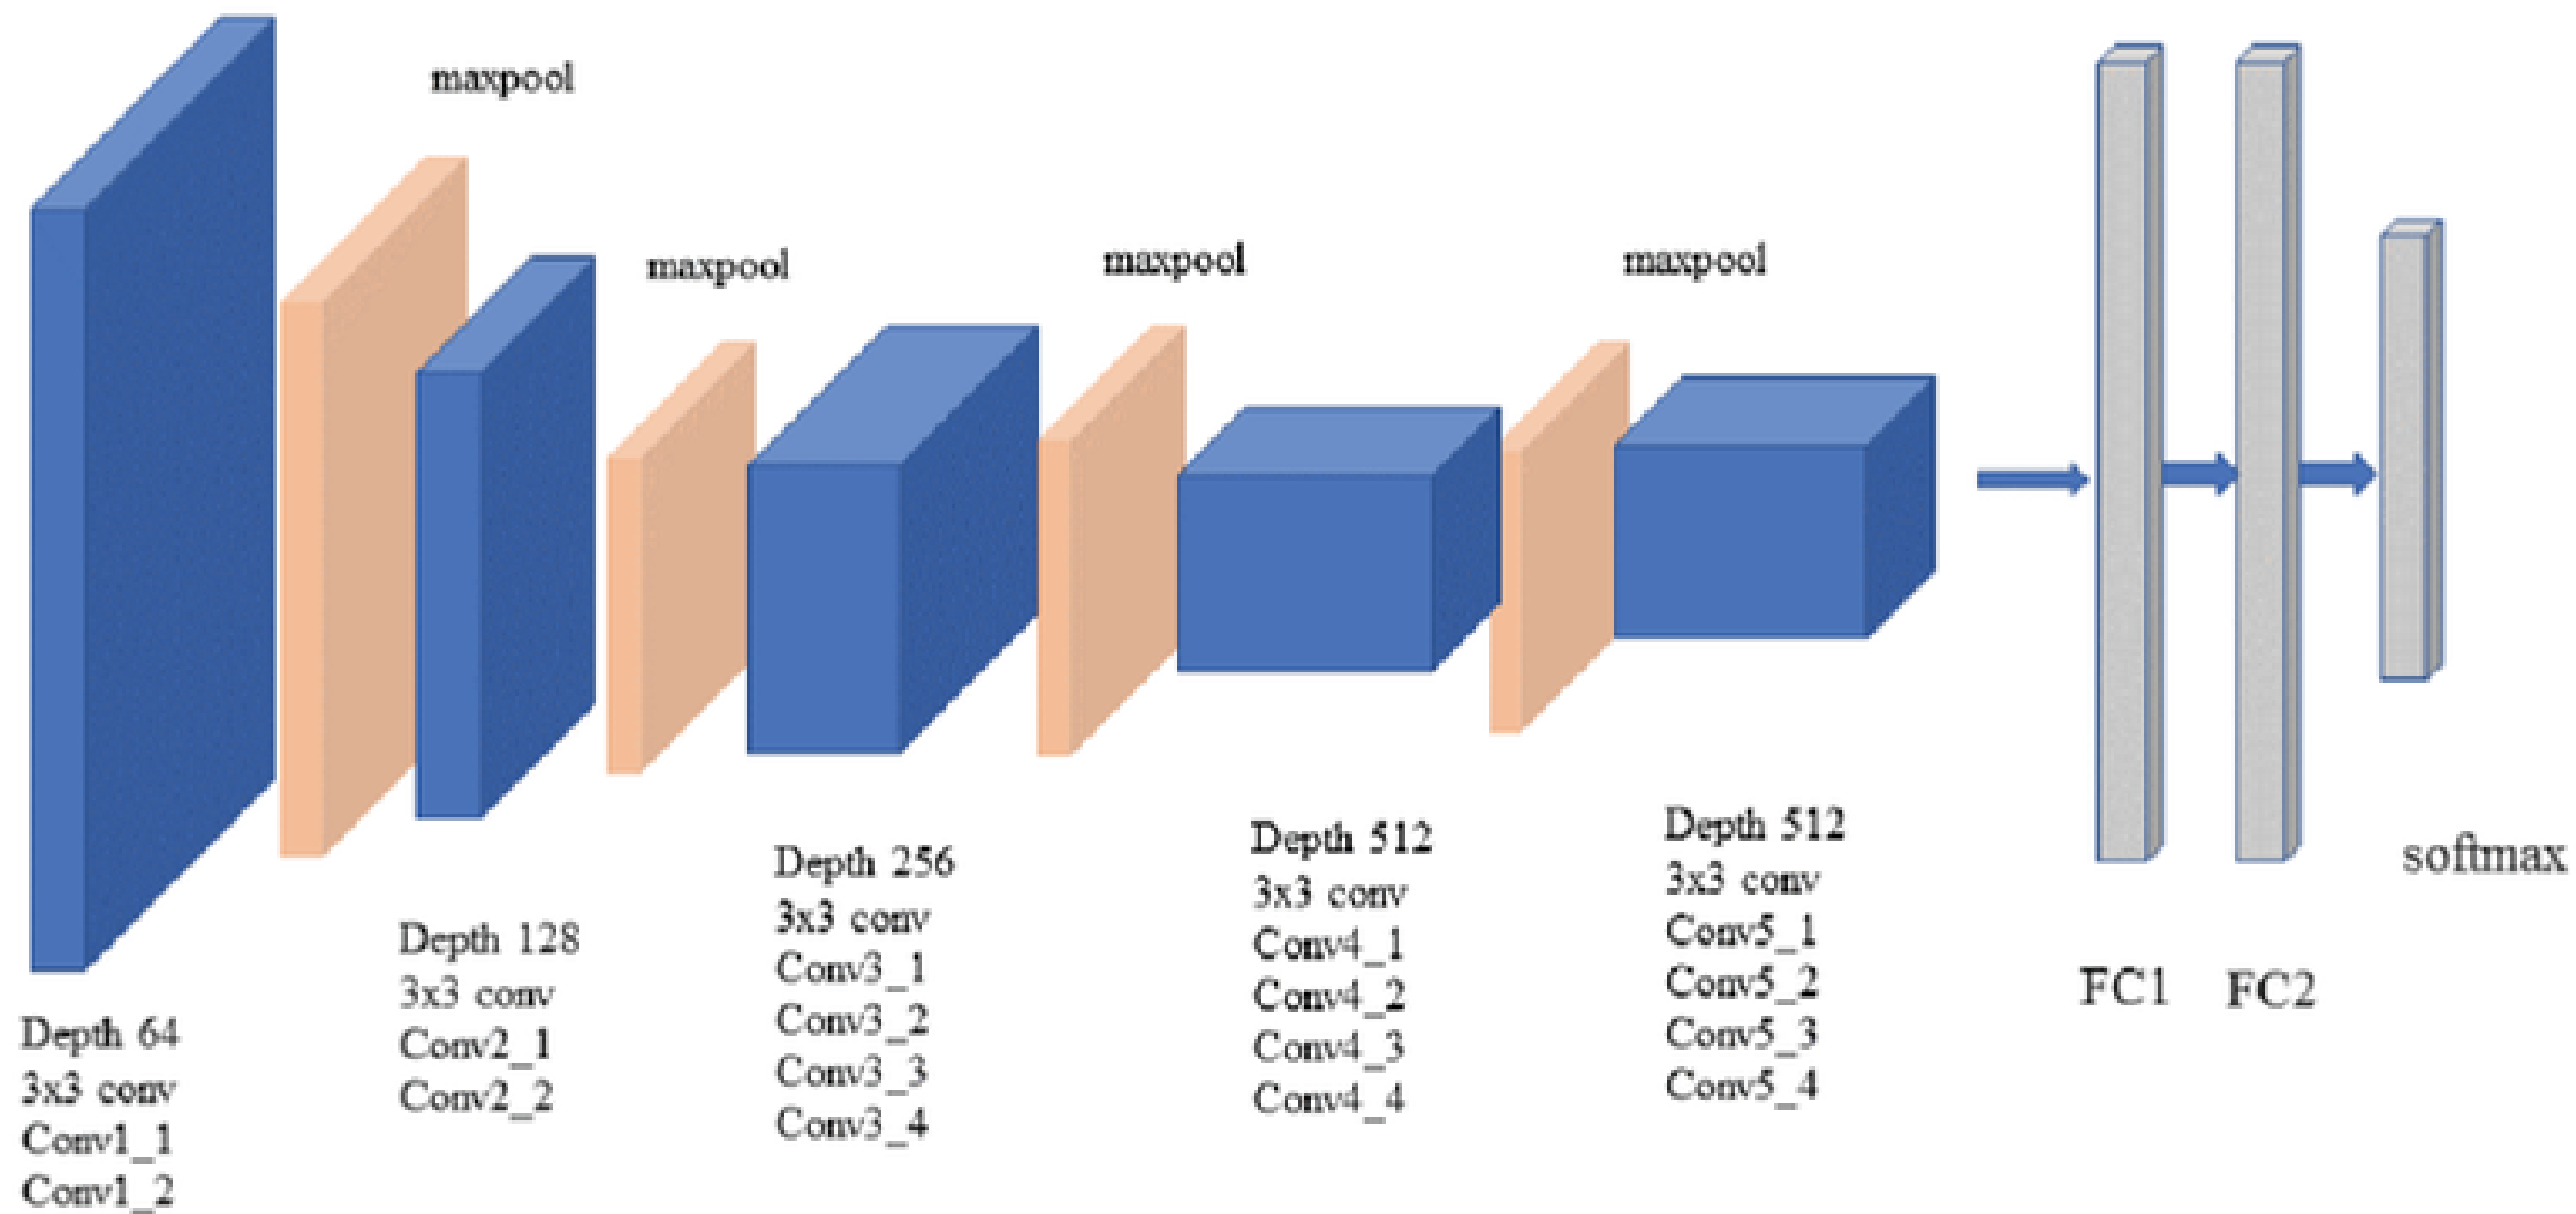 maxpool
maxpool
maxpool
maxpool
Depth 64
3x3 conv
Conv1_1
Conv1_2
Depth 128
3x3 conv
Conv2_1
Conv2_2
Depth 256
3x3 conv
Conv3_1
Conv3_2
Conv3_3
Conv3_4
Depth 512
3x3 conv
Conv4_1
Conv4_2
Conv4_3
Conv4_4
Depth 512
3x3 conv
Conv5_1
Conv5_2
Conv5_3
Conv5_4
FC1
FC2
softmax